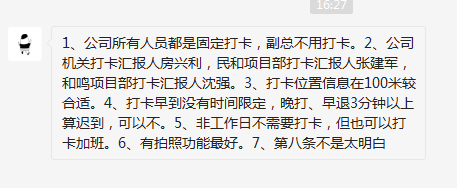 16:27
1、公司所有人员都是固定打卡，副总不用打卡。2、公司
机关打卡汇报人房兴利，民和项目部打卡汇报人张建军，
和鸣项目部打卡汇报人沈强。3、打卡位置信息在100米较
合适。4、打卡早到没有时间限定，晚打、早退3分钟以上
算迟到，可以不。5、非工作日不需要打卡，但也可以打
卡加班。6、有拍照功能最好。7、第八条不是太明白